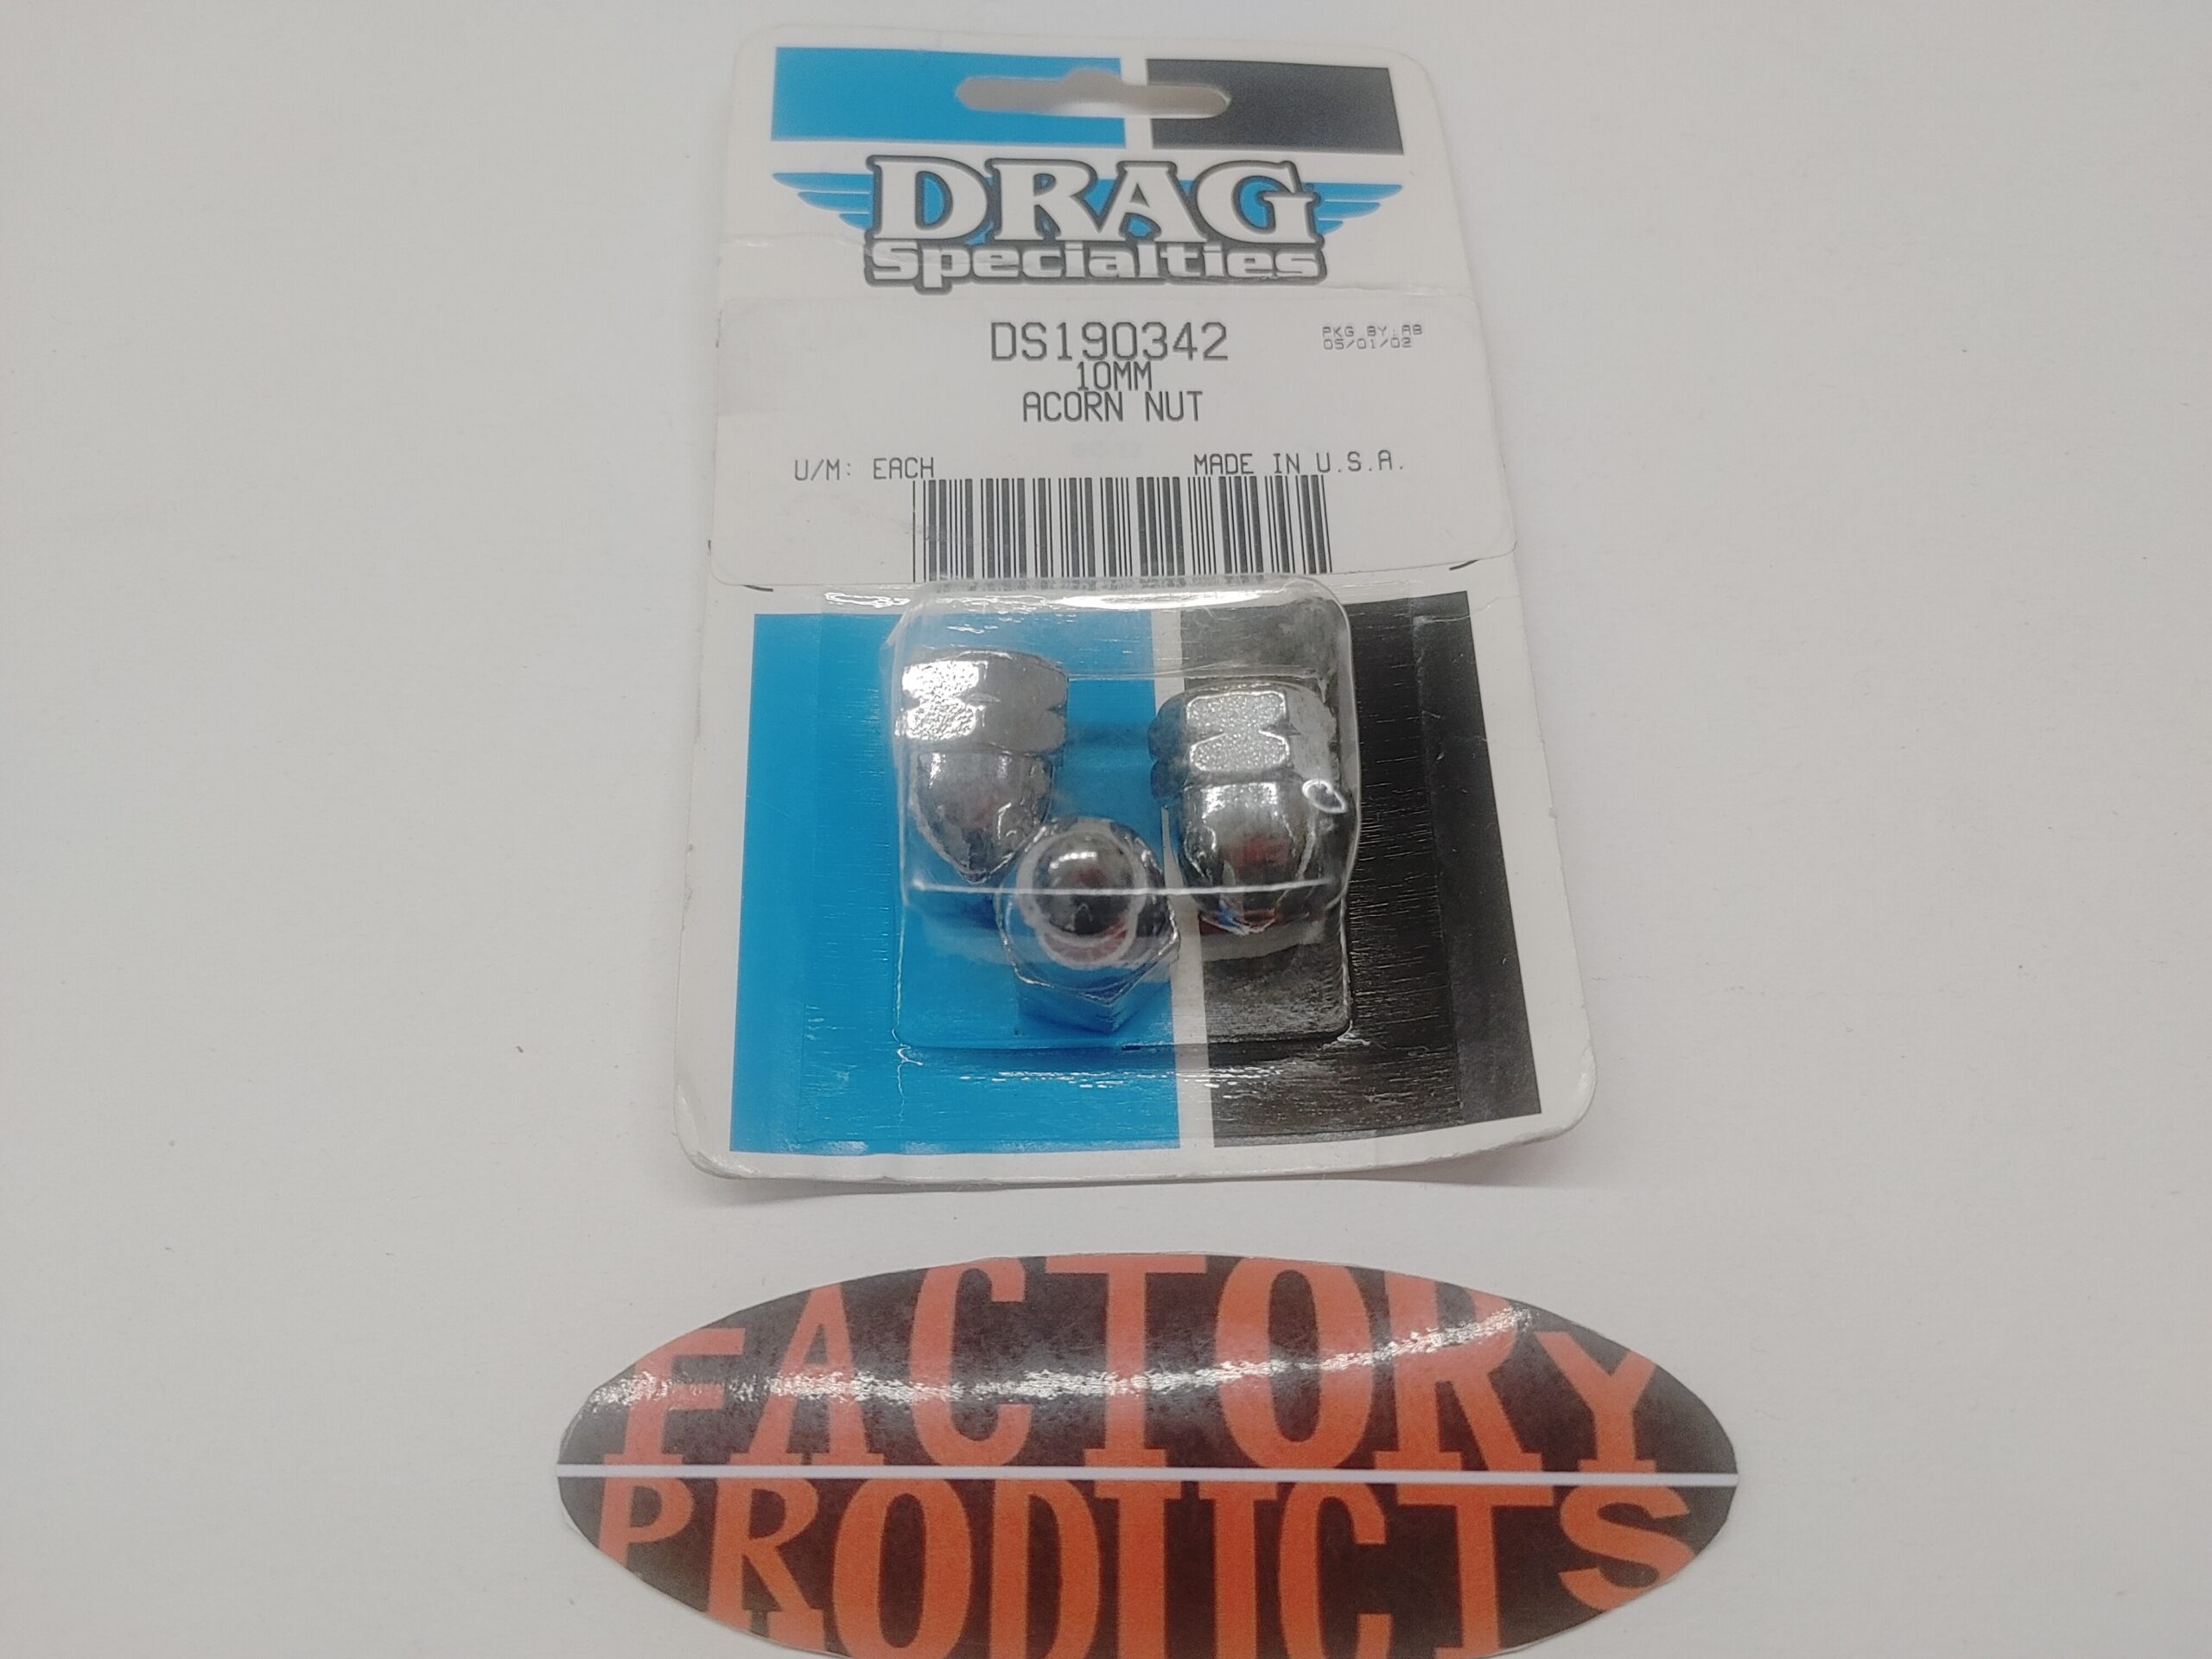 DRAG
Specialties
DS190342
PKG BY: AB
05/01/02
10MM
ACORN NUT
U/M: EACH
MADE IN U.S.A.
FACTORY
PRODUCTS